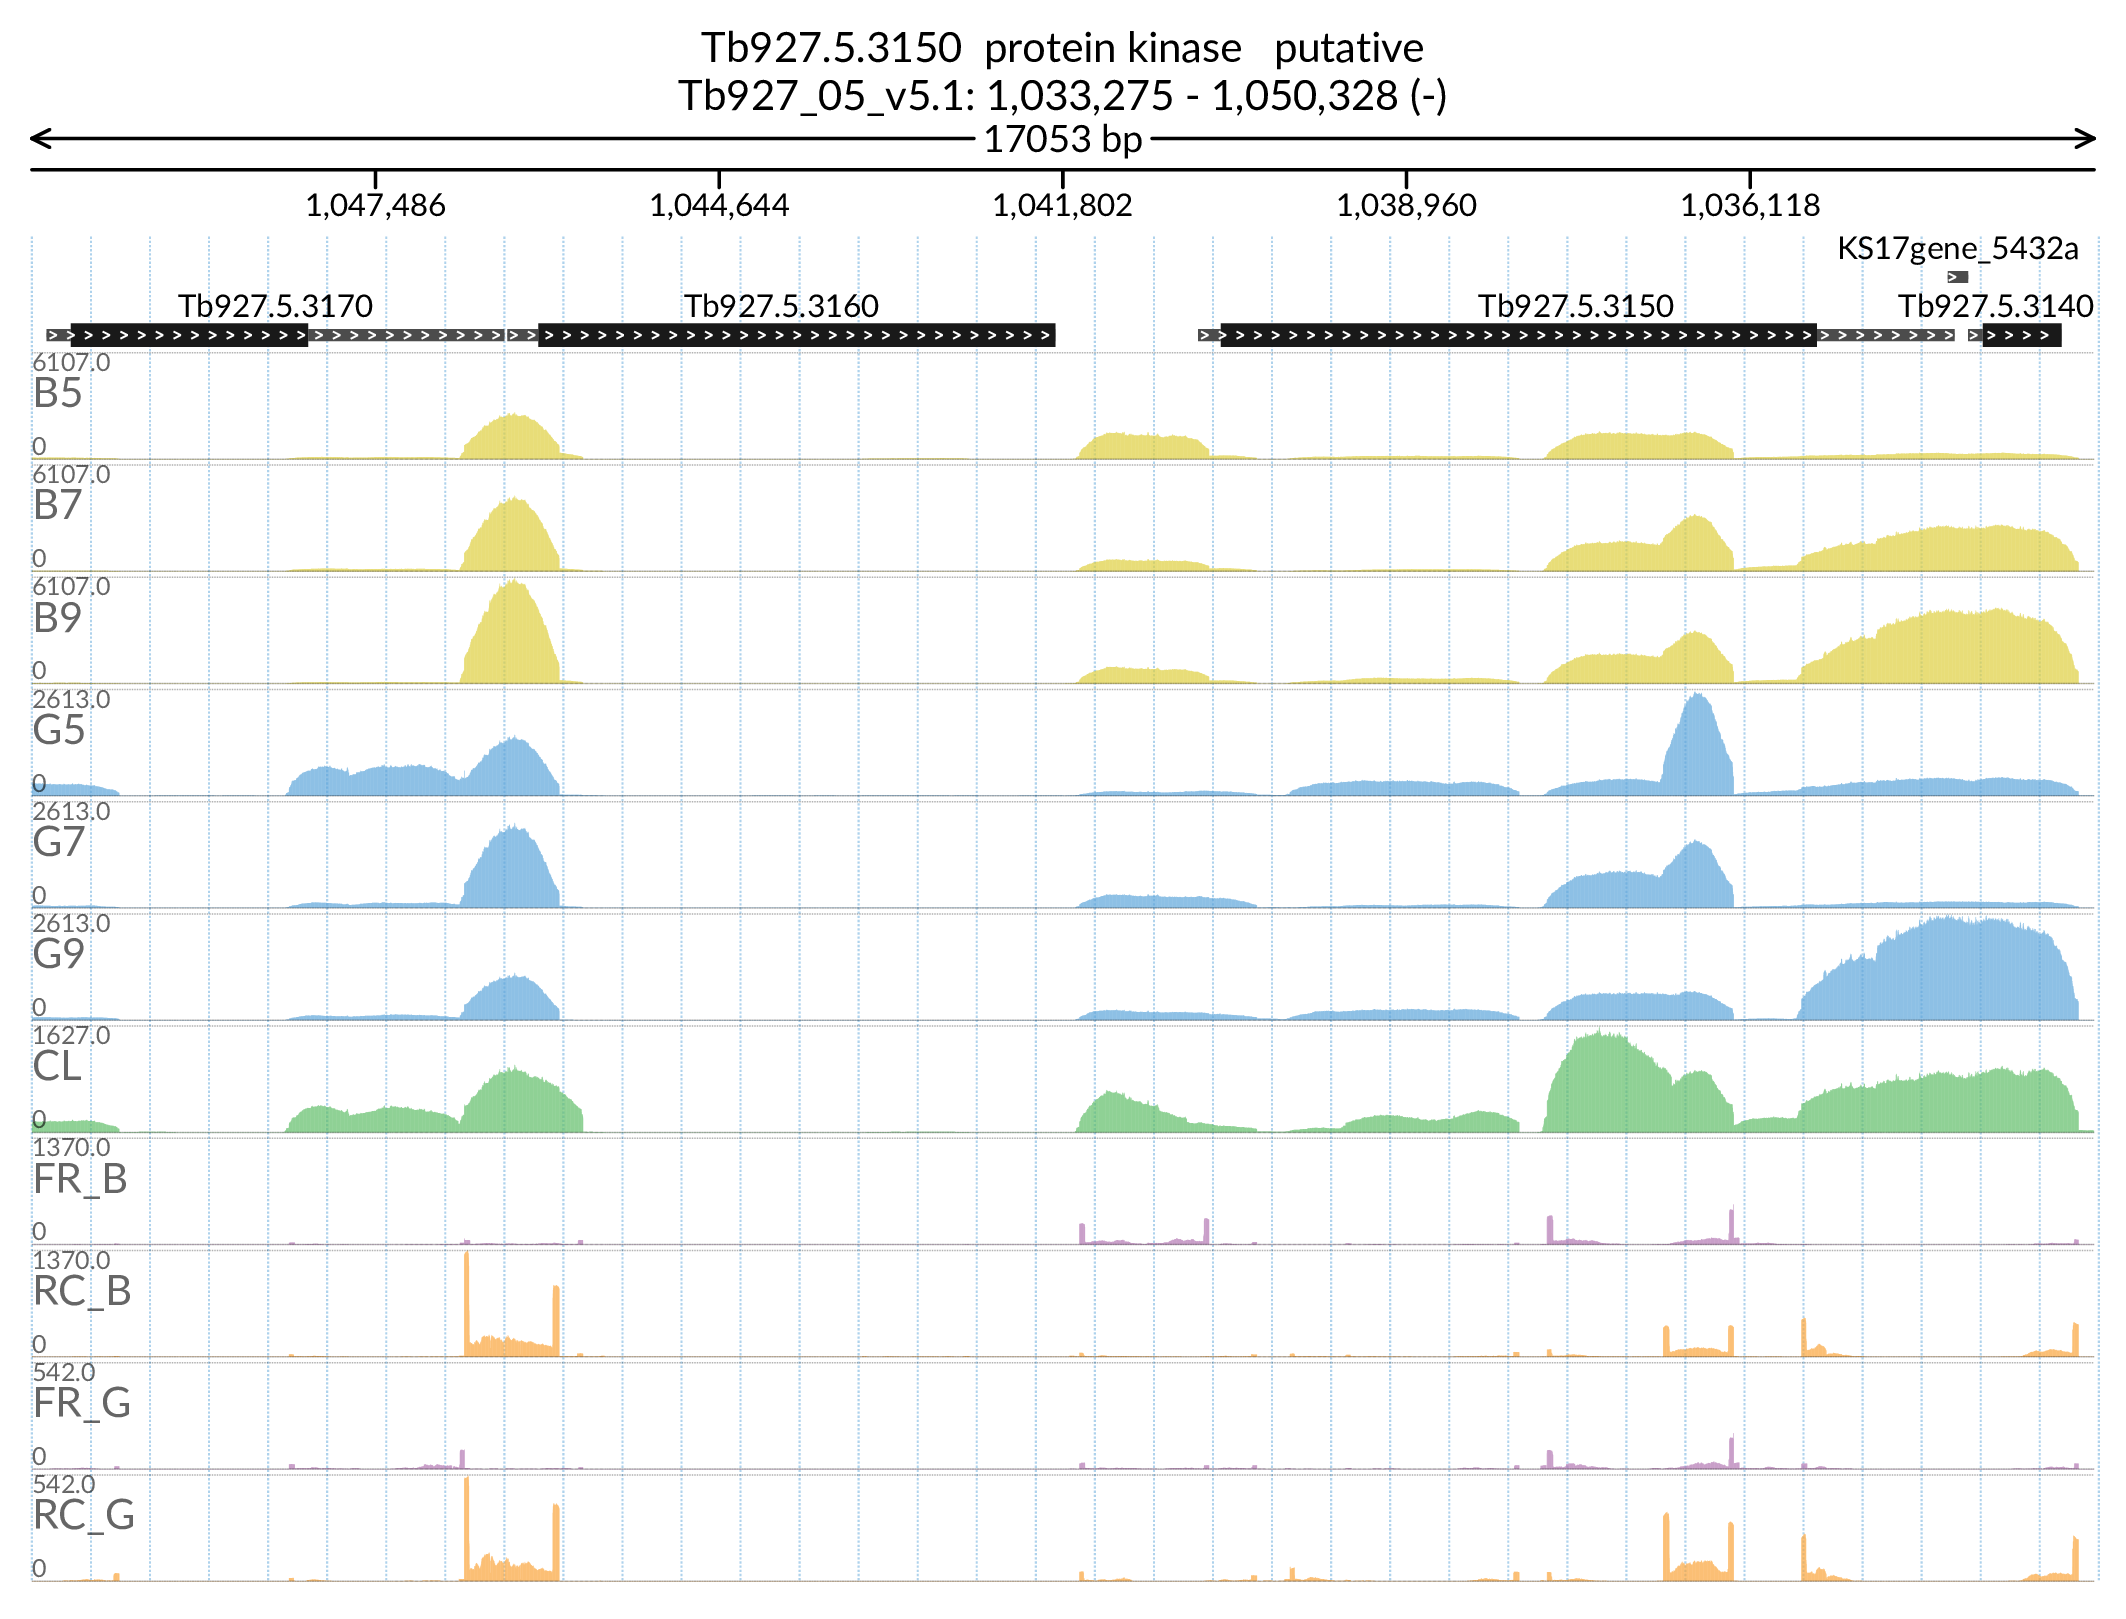 Tb927.5.3150  protein kinase   putative
Tb927_05_v5.1: 1,033,275 - 1,050,328 (-)
17053 bp
1,047,486 1,044,644 1,041,802 1,038,960 1,036,118
KS17gene_5432a
Tb927.5.3170 Tb927.5.3160 Tb927.5.3150 Tb927.5.3140
6107.0
B5
0
6107.0
B7
0
6107.0
B9
0
2613.0
G5
0
2613.0
G7
0
2613.0
G9
0
1627.0
CL
0
1370.0
FR_B
0
1370.0
RC_B
0
542.0
FR_G
0
542.0
RC_G
0